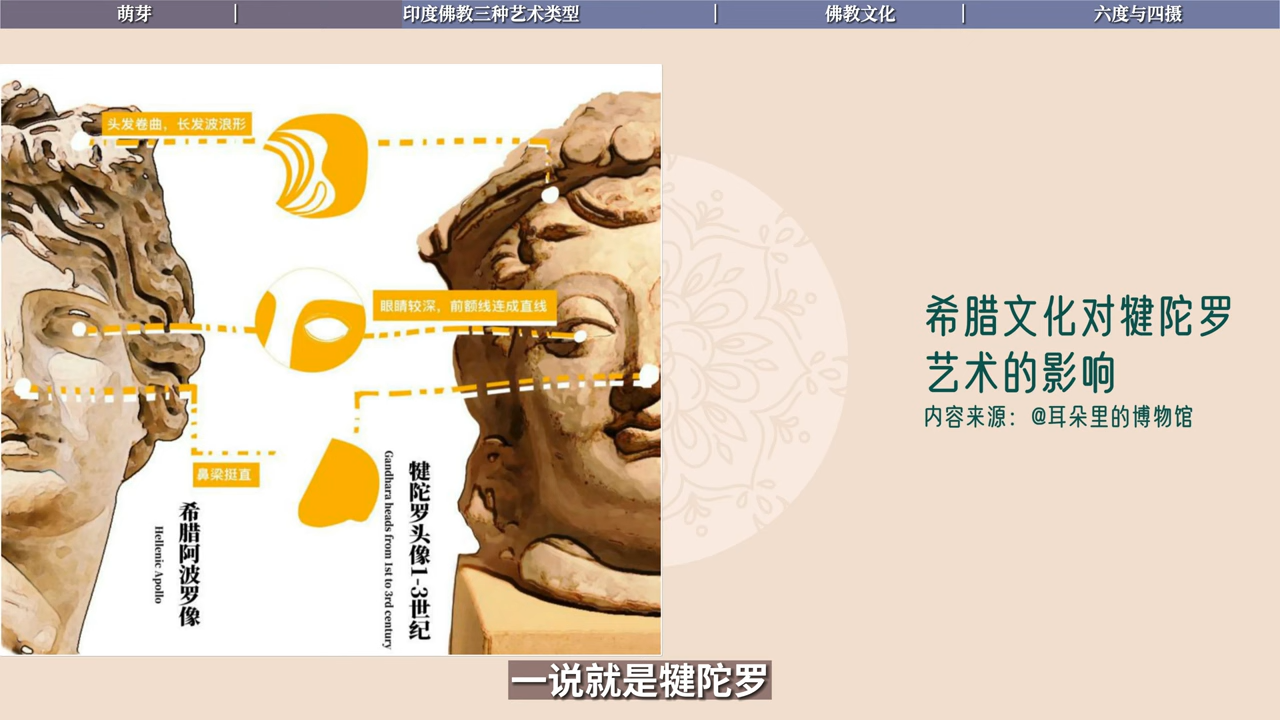 萌芽 | 印度佛教三种艺术类型 | 佛教文化 | 六度与四摄
头发卷曲，长发波浪形
眼睛较深，前额线连成直线
鼻梁挺直
希腊阿波罗像
Hellenic Apollo
犍陀罗头像1-3世纪
Gandhara heads from 1st to 3rd century
希腊文化对犍陀罗
艺术的影响
内容来源：@耳朵里的博物馆
一说就是犍陀罗